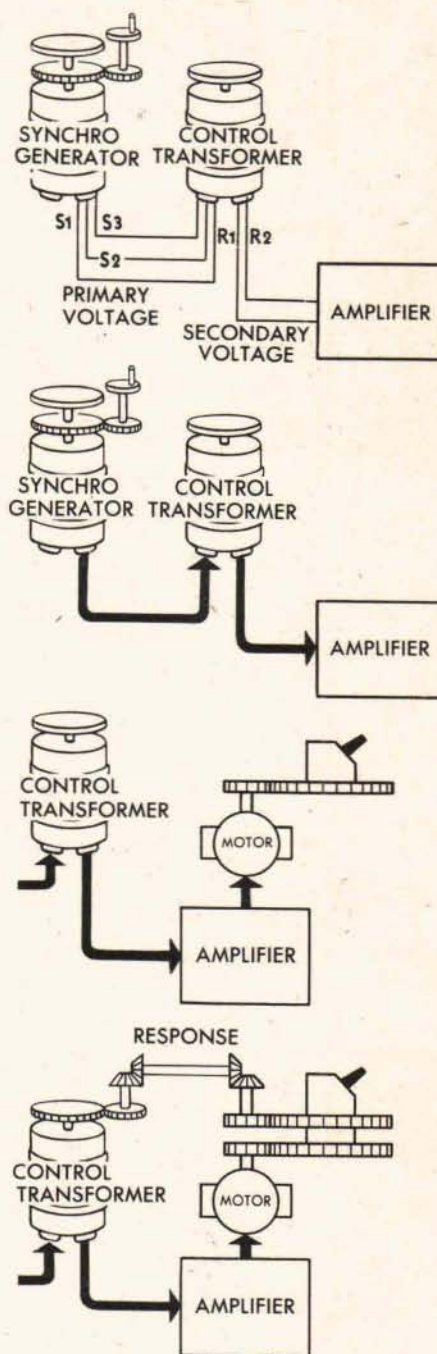 SYNCHRO
GENERATOR
CONTROL
TRANSFORMER
S1
S3
S2
R1
R2
PRIMARY
VOLTAGE
SECONDARY
VOLTAGE
AMPLIFIER
SYNCHRO
GENERATOR
CONTROL
TRANSFORMER
AMPLIFIER
CONTROL
TRANSFORMER
MOTOR
AMPLIFIER
RESPONSE
CONTROL
TRANSFORMER
MOTOR
AMPLIFIER